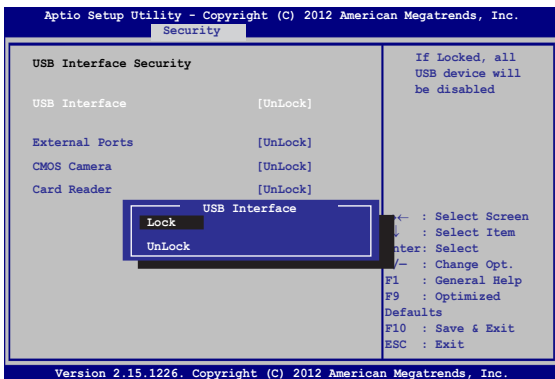 Aptio Setup Utility - Copyright (C) 2012 American Megatrends, Inc.
Security
USB Interface Security
USB Interface [UnLock]
External Ports [UnLock]
CMOS Camera [UnLock]
Card Reader [UnLock]
USB Interface
Lock
UnLock
If Locked, all
USB device will
be disabled
→← : Select Screen
: Select Item
: Select
: Change Opt.
F1 : General Help
F9 : Optimized
Defaults
F10 : Save & Exit
ESC : Exit
Version 2.15.1226. Copyright (C) 2012 American Megatrends, Inc.